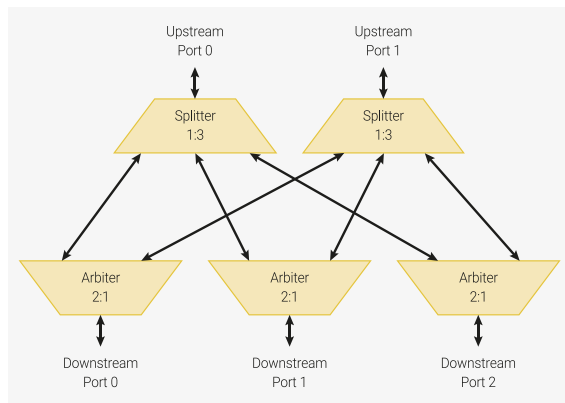 Upstream
Port 0
Upstream
Port 1
Splitter
1:3
Splitter
1:3
Arbiter
2:1
Arbiter
2:1
Arbiter
2:1
Downstream
Port 0
Downstream
Port 1
Downstream
Port 2